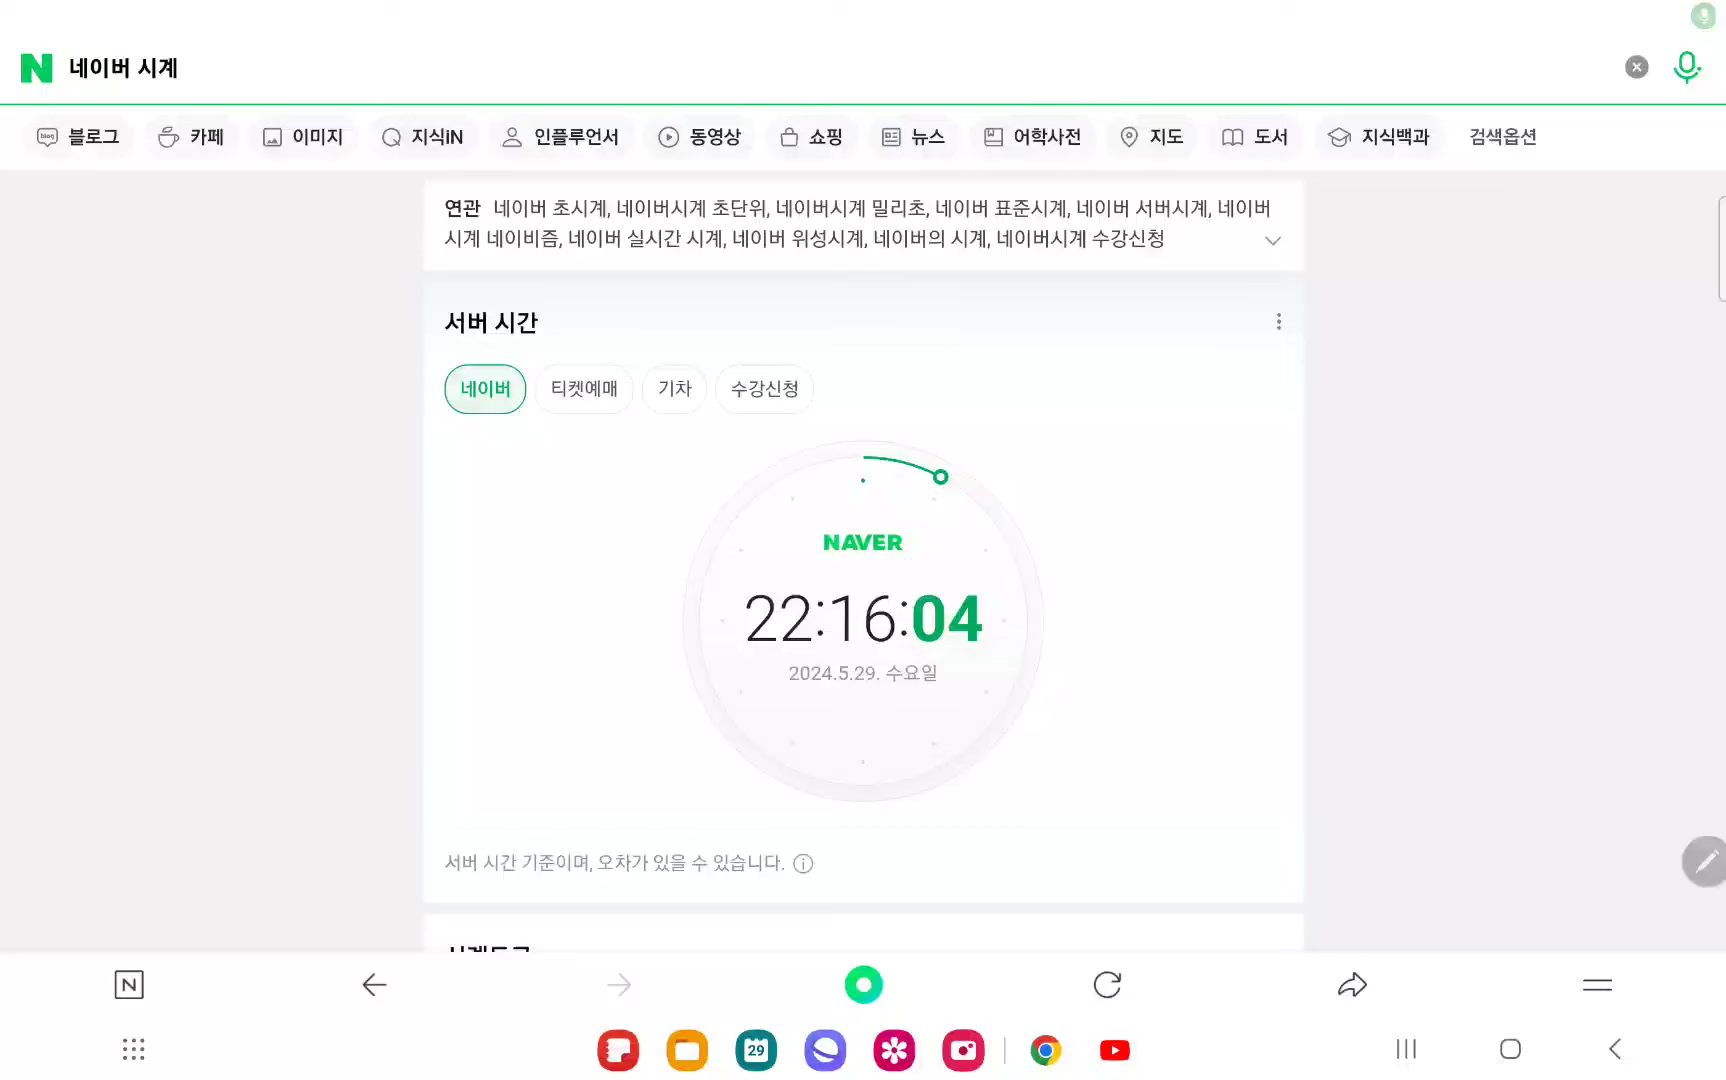 네이버 시계
블로그
카페
이미지
지식iN
인플루언서
동영상
쇼핑
뉴스
어학사전
지도
도서
지식백과
검색옵션
연관 네이버 초시계, 네이버시계 초단위, 네이버시계 밀리초, 네이버 표준시계, 네이버 서버시계, 네이버
시계 네이비즘, 네이버 실시간 시계, 네이버 위성시계, 네이버의 시계, 네이버시계 수강신청
서버 시간
네이버
티켓예매
기차
수강신청
NAVER
22:16:04
2024.5.29. 수요일
서버 시간 기준이며, 오차가 있을 수 있습니다.
N
29